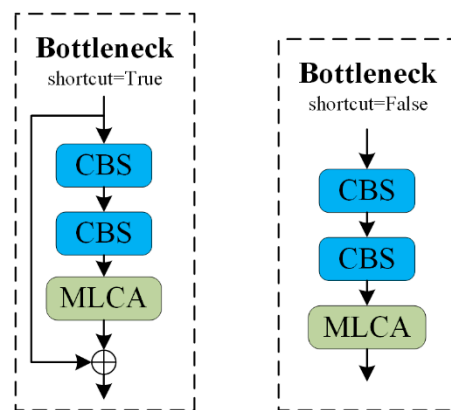 Bottleneck
shortcut=True
CBS
CBS
MLCA
Bottleneck
shortcut=False
CBS
CBS
MLCA